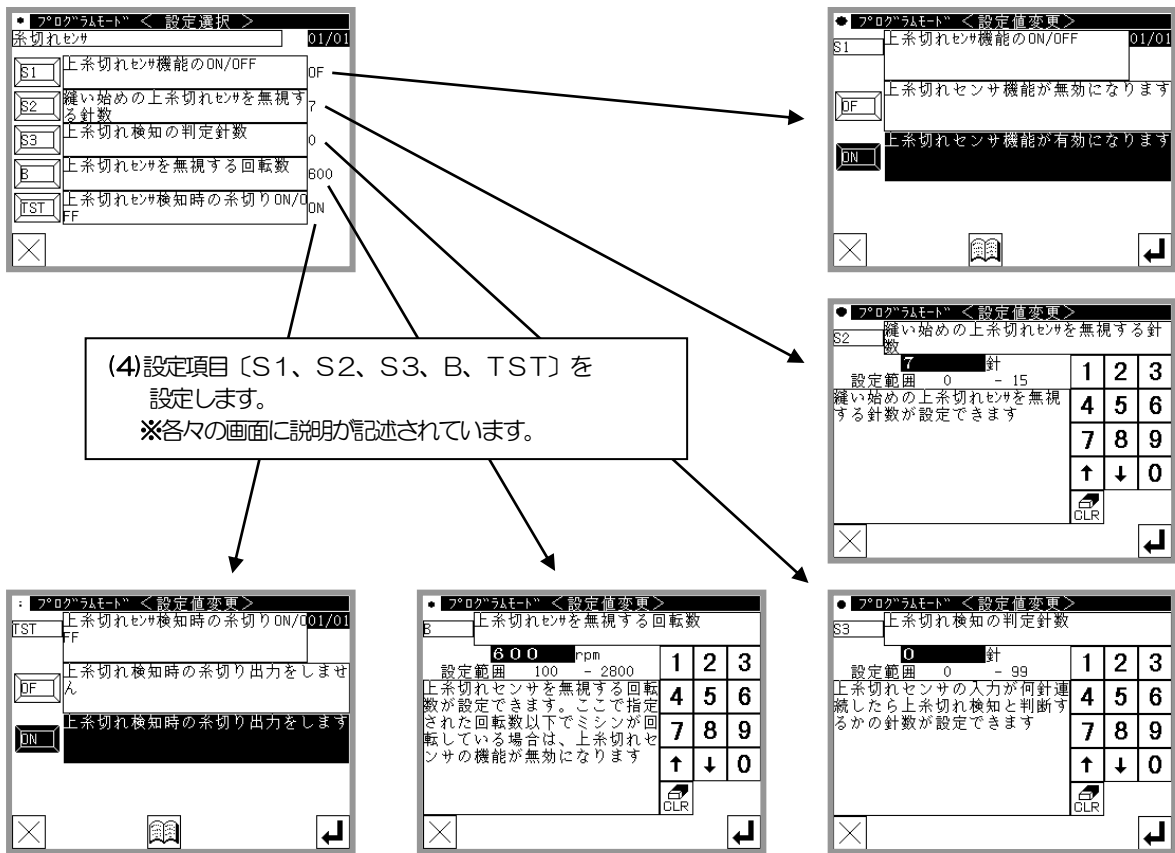 ﾌﾟﾛｸﾞﾗﾑﾓｰﾄﾞ ＜ 設定選択 ＞
糸切れｾﾝｻ 01/01
S1 上糸切れｾﾝｻ機能のON/OFF OF
S2 縫い始めの上糸切れｾﾝｻを無視す
る針数 7
S3 上糸切れ検知の判定針数 0
B 上糸切れｾﾝｻを無視する回転数 600
TST 上糸切れｾﾝｻ検知時の糸切りON/O
FF ON
ﾌﾟﾛｸﾞﾗﾑﾓｰﾄﾞ ＜設定値変更＞
S1 上糸切れｾﾝｻ機能のON/OFF 01/01
OF 上糸切れセンサ機能が無効になります
ON 上糸切れセンサ機能が有効になります
(4)設定項目〔S1、S2、S3、B、TST〕を
設定します。
※各々の画面に説明が記述されています。
ﾌﾟﾛｸﾞﾗﾑﾓｰﾄﾞ ＜設定値変更＞
S2 縫い始めの上糸切れｾﾝｻを無視する針
数
7 針
設定範囲 0 - 15
縫い始めの上糸切れｾﾝｻを無視
する針数が設定できます
1 2 3
4 5 6
7 8 9
↑ ↓ 0
CLR
ﾌﾟﾛｸﾞﾗﾑﾓｰﾄﾞ ＜設定値変更＞
TST 上糸切れｾﾝｻ検知時の糸切りON/O 01/01
FF
OF 上糸切れ検知時の糸切り出力をしませ
ん
ON 上糸切れ検知時の糸切り出力をします
ﾌﾟﾛｸﾞﾗﾑﾓｰﾄﾞ ＜設定値変更＞
B 上糸切れｾﾝｻを無視する回転数
600 rpm
設定範囲 100 - 2800
上糸切れセンサを無視する回転
数が設定できます。ここで指定
された回転数以下でミシンが回
転している場合は、上糸切れセ
ンサの機能が無効になります
1 2 3
4 5 6
7 8 9
↑ ↓ 0
CLR
ﾌﾟﾛｸﾞﾗﾑﾓｰﾄﾞ ＜設定値変更＞
S3 上糸切れ検知の判定針数
0 針
設定範囲 0 - 99
上糸切れセンサの入力が何針連
続したら上糸切れ検知と判断す
るかの針数が設定できます
1 2 3
4 5 6
7 8 9
↑ ↓ 0
CLR